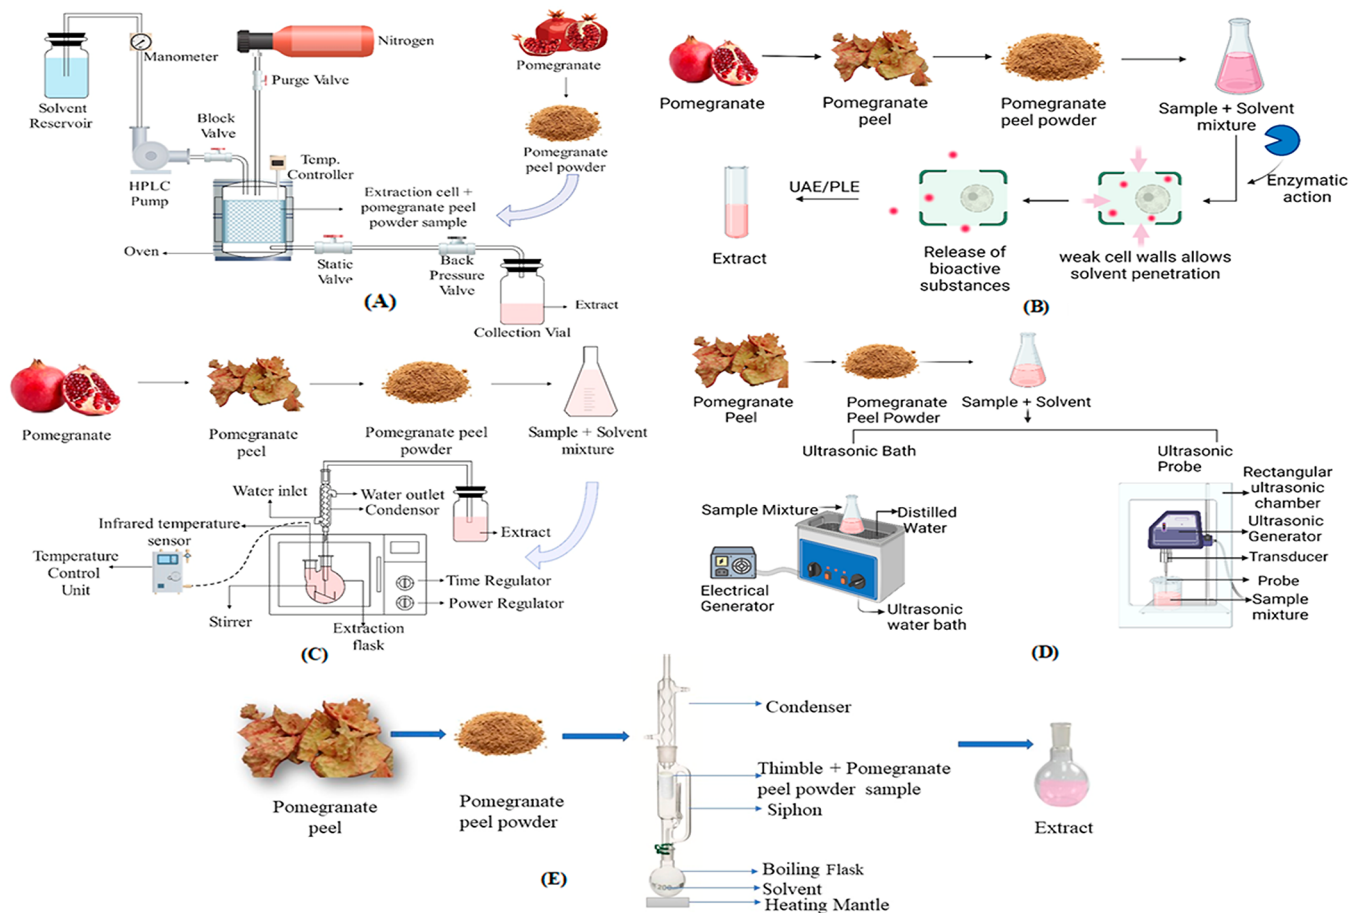 Nitrogen
Manometer
Purge Valve
Solvent
Reservoir
Block
Valve
HPLC
Pump
Temp.
Controller
Extraction cell +
pomegranate peel
powder sample
Oven
Static
Valve
Back
Pressure
Valve
Extract
Collection Vial
Pomegranate
Pomegranate
peel powder
(A)
Pomegranate
Pomegranate
peel
Pomegranate
peel powder
Sample + Solvent
mixture
Enzymatic
action
weak cell walls allows
solvent penetration
Release of
bioactive
substances
UAE/PLE
Extract
(B)
Pomegranate
Pomegranate
peel
Pomegranate peel
powder
Sample + Solvent
mixture
Water inlet
Water outlet
Condensor
Extract
Infrared temperature
sensor
Temperature
Control
Unit
Stirrer
Time Regulator
Power Regulator
Extraction
flask
(C)
Pomegranate
Peel
Pomegranate
Peel Powder
Sample + Solvent
Ultrasonic Bath
Ultrasonic
Probe
Sample Mixture
Distilled
Water
Electrical
Generator
Ultrasonic
water bath
Rectangular
ultrasonic
chamber
Ultrasonic
Generator
Transducer
Probe
Sample
mixture
(D)
Pomegranate
peel
Pomegranate
peel powder
Condenser
Thimble + Pomegranate
peel powder sample
Siphon
Boiling Flask
Solvent
Heating Mantle
200
Extract
(E)